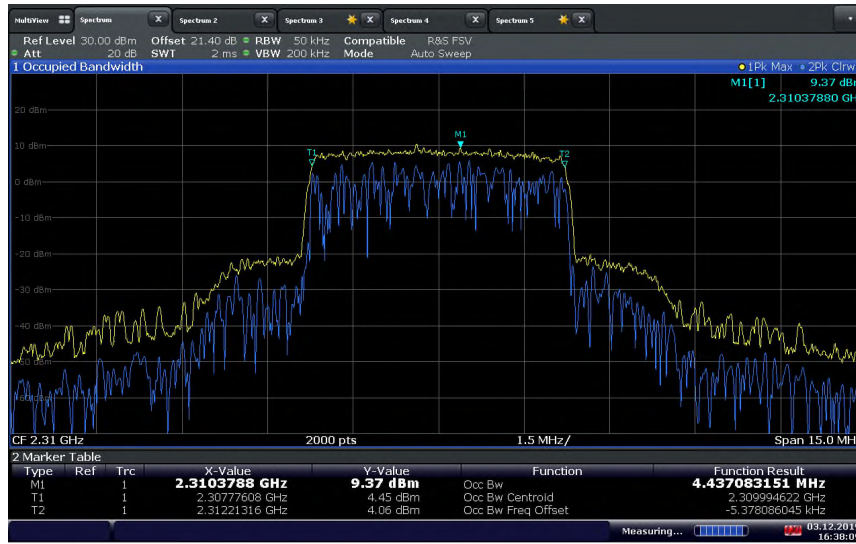 MultiView Spectrum X Spectrum 2 X Spectrum 3 X Spectrum 4 X Spectrum 5 X
Ref Level 30.00 dBm Offset 21.40 dB RBW 50 kHz Compatible R&S FSV
Att 20 dB SWT 2 ms VBW 200 kHz Mode Auto Sweep
1 Occupied Bandwidth 1Pk Max 2Pk Clrw
M1[1] 9.37 dBm
2.31037880 GH
20 dBm
10 dBm
M1
T1
T2
0 dBm
-10 dBm
-20 dBm
-30 dBm
-40 dBm
CF 2.31 GHz 2000 pts 1.5 MHz/ Span 15.0 MH
2 Marker Table
Type Ref Trc X-Value Y-Value Function Function Result
M1 1 2.3103788 GHz 9.37 dBm Occ Bw 4.437083151 MHz
T1 1 2.30777608 GHz 4.45 dBm Occ Bw Centroid 2.309994622 GHz
T2 1 2.31221316 GHz 4.06 dBm Occ Bw Freq Offset -5.378086045 kHz
Measuring... 03.12.201
16:38:0